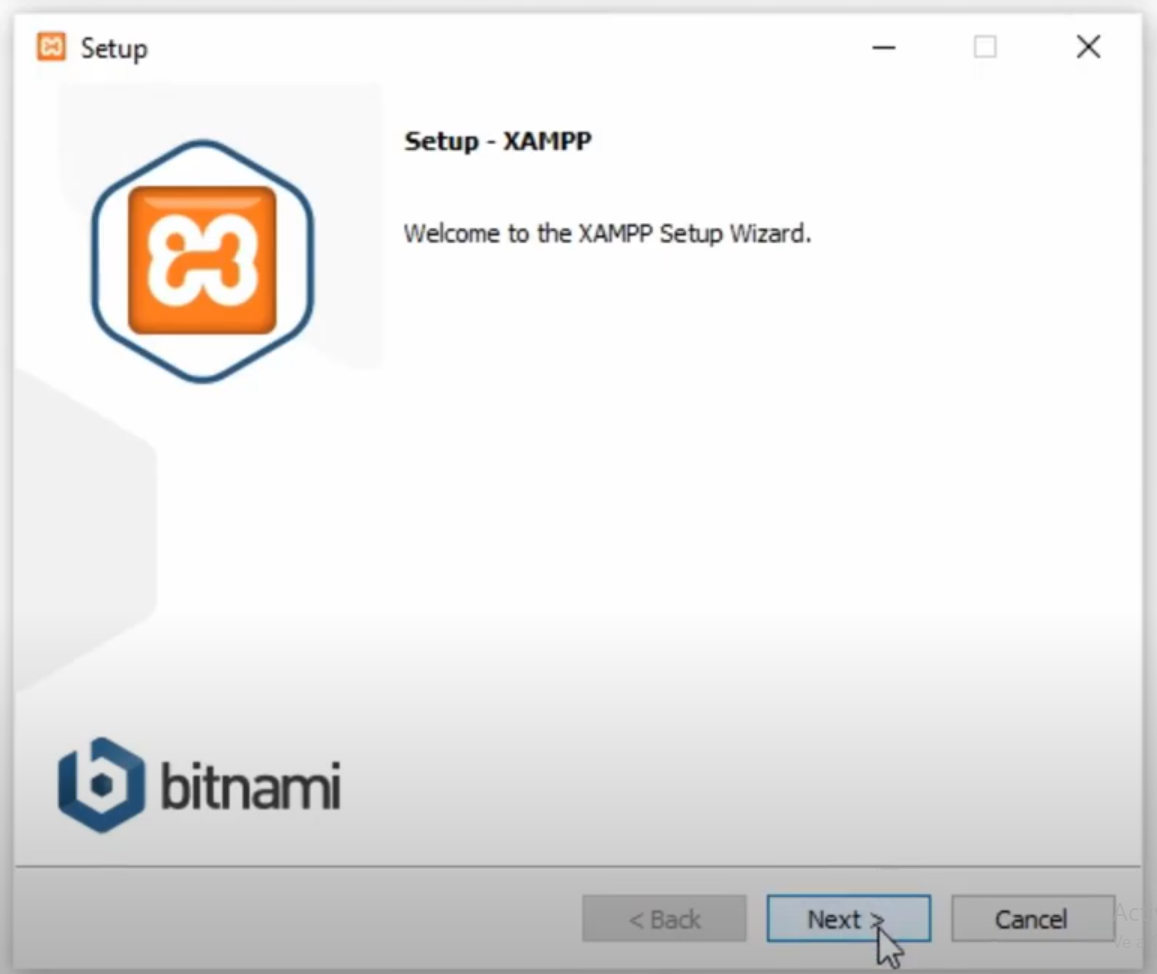 Setup
Setup - XAMPP
Welcome to the XAMPP Setup Wizard.
bitnami
< Back
Next >
Cancel